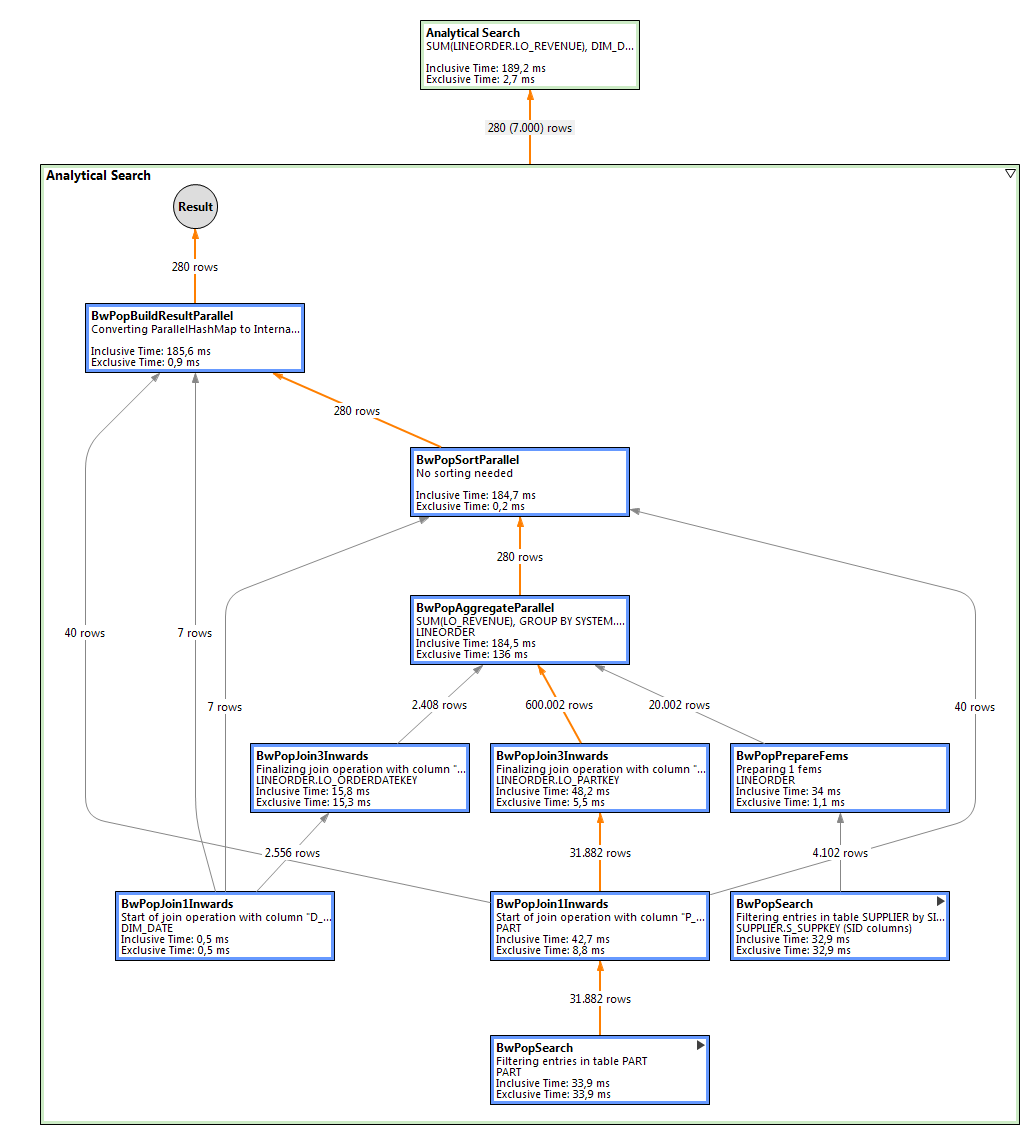 Analytical Search
SUM(LINEORDER.LO_REVENUE), DIM_D...
Inclusive Time: 189,2 ms
Exclusive Time: 2,7 ms
280 (7.000) rows
Analytical Search
Result
280 rows
BwPopBuildResultParallel
Converting ParallelHashMap to Interna...
Inclusive Time: 185,6 ms
Exclusive Time: 0,9 ms
280 rows
BwPopSortParallel
No sorting needed
Inclusive Time: 184,7 ms
Exclusive Time: 0,2 ms
280 rows
BwPopAggregateParallel
SUM(LO_REVENUE), GROUP BY SYSTEM....
LINEORDER
Inclusive Time: 184,5 ms
Exclusive Time: 136 ms
40 rows
7 rows
7 rows
2.408 rows
600.002 rows
20.002 rows
40 rows
BwPopJoin3Inwards
Finalizing join operation with column "...
LINEORDER.LO_ORDERDATEKEY
Inclusive Time: 15,8 ms
Exclusive Time: 15,3 ms
BwPopJoin3Inwards
Finalizing join operation with column "...
LINEORDER.LO_PARTKEY
Inclusive Time: 48,2 ms
Exclusive Time: 5,5 ms
BwPopPrepareFems
Preparing 1 fems
LINEORDER
Inclusive Time: 34 ms
Exclusive Time: 1,1 ms
2.556 rows
31.882 rows
4.102 rows
BwPopJoin1Inwards
Start of join operation with column "D_...
DIM_DATE
Inclusive Time: 0,5 ms
Exclusive Time: 0,5 ms
BwPopJoin1Inwards
Start of join operation with column "P_...
PART
Inclusive Time: 42,7 ms
Exclusive Time: 8,8 ms
BwPopSearch
Filtering entries in table SUPPLIER by SI...
SUPPLIER.S_SUPPKEY (SID columns)
Inclusive Time: 32,9 ms
Exclusive Time: 32,9 ms
31.882 rows
BwPopSearch
Filtering entries in table PART
PART
Inclusive Time: 33,9 ms
Exclusive Time: 33,9 ms